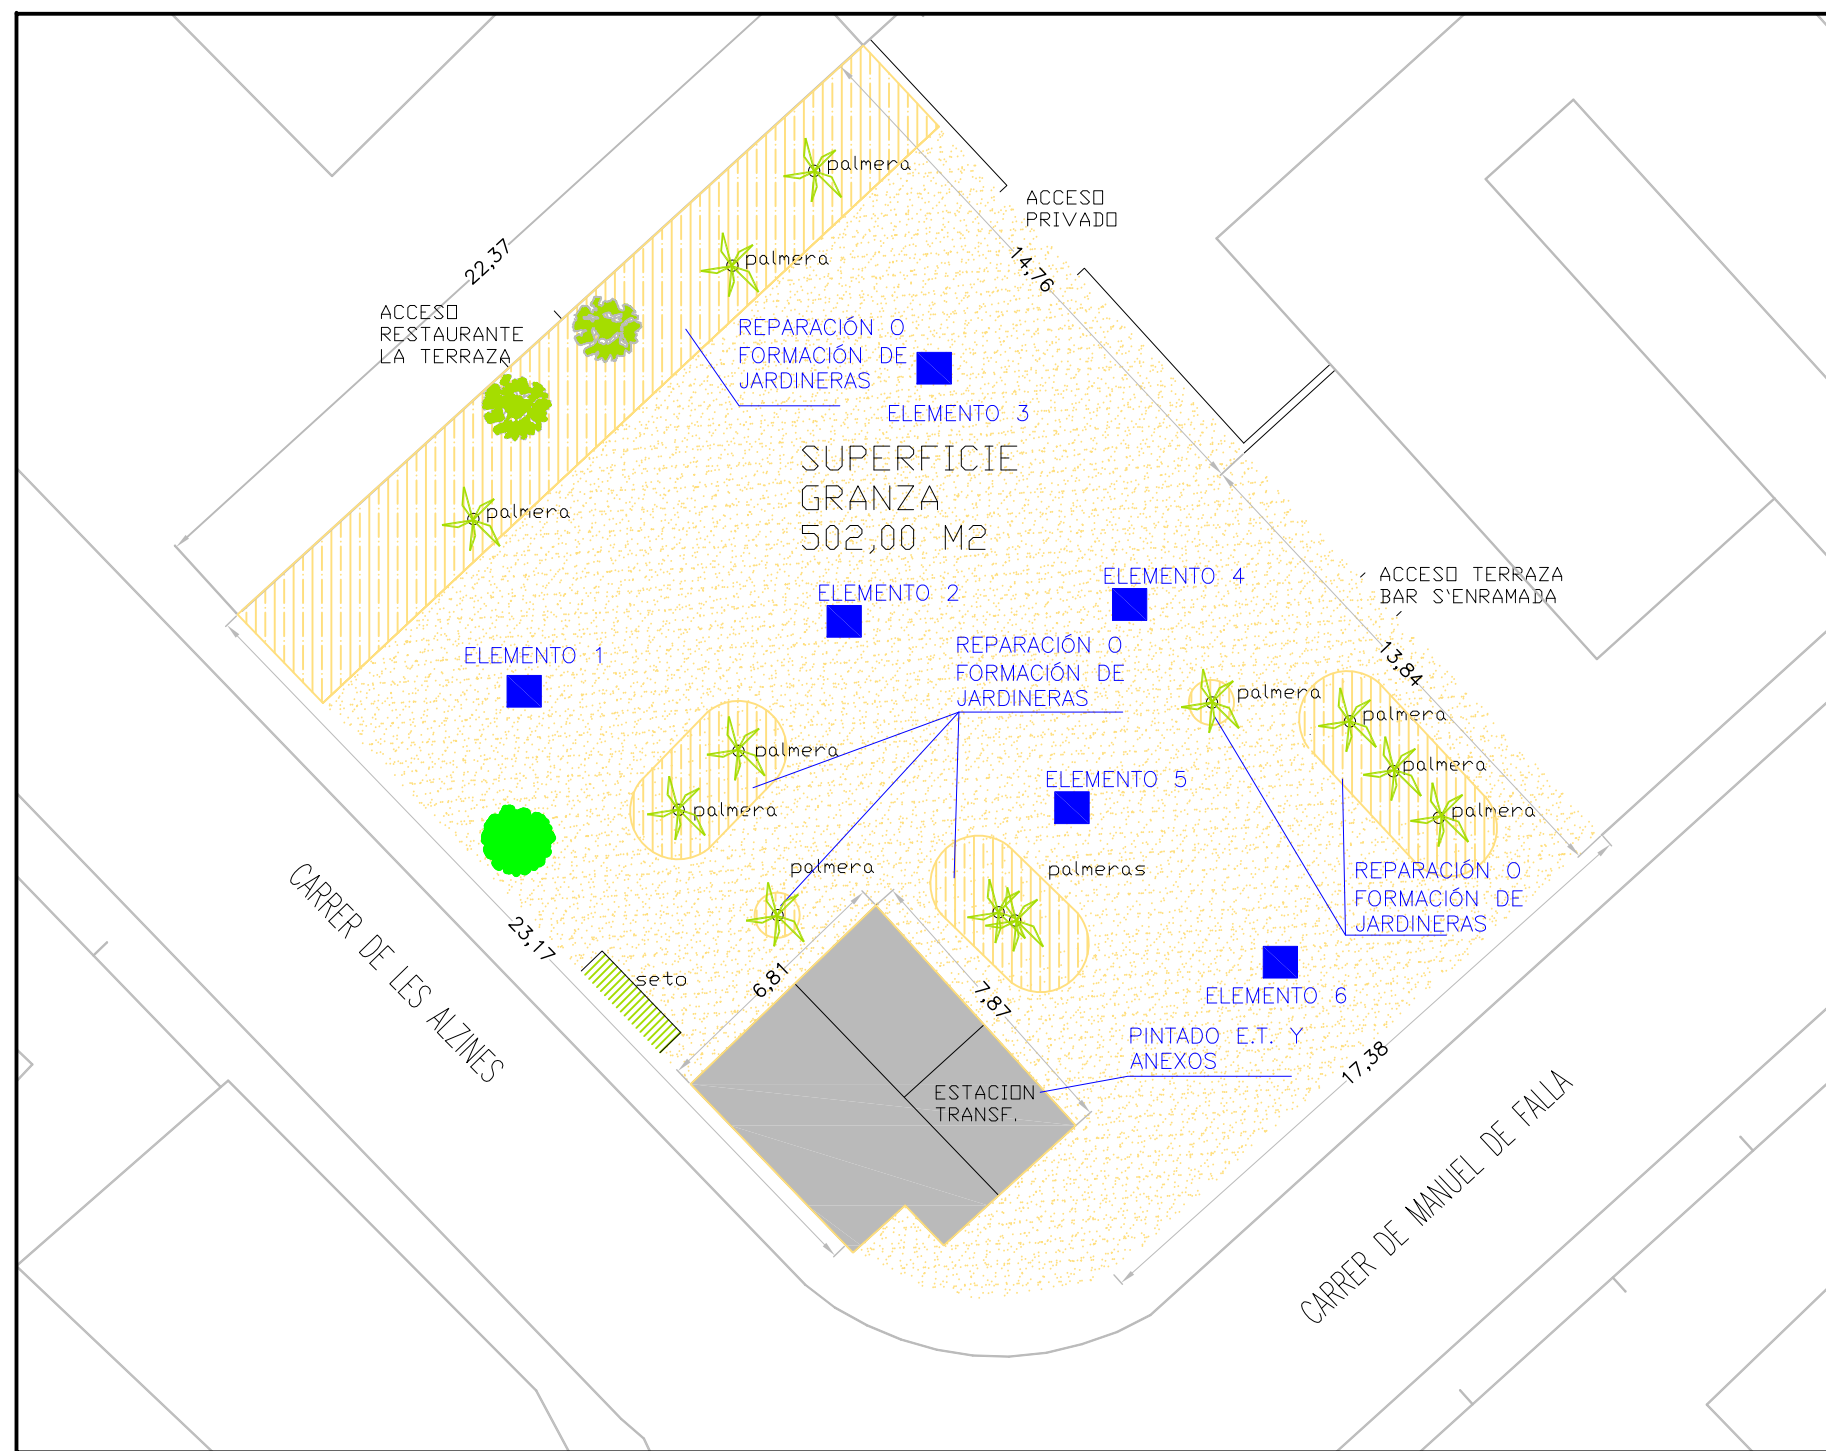 palmera
ACCESO
PRIVADO
22,37
palmera
14,76
ACCESO
RESTAURANTE
LA TERRAZA
REPARACIÓN O
FORMACIÓN DE
JARDINERAS
ELEMENTO 3
SUPERFICIE
GRANZA
502,00 M2
palmera
ACCESO TERRAZA
BAR S'ENRAMADA
ELEMENTO 4
ELEMENTO 2
REPARACIÓN O
FORMACIÓN DE
JARDINERAS
ELEMENTO 1
13,84
palmera
palmera
palmera
palmera
ELEMENTO 5
palmera
palmera
palmera
palmeras
REPARACIÓN O
FORMACIÓN DE
JARDINERAS
CARRER DE LES ALZINES
23,17
seto
6,81
7,87
ELEMENTO 6
PINTADO E.T. Y
ANEXOS
17,38
ESTACION
TRANSF.
CARRER DE MANUEL DE FALLA
palmera